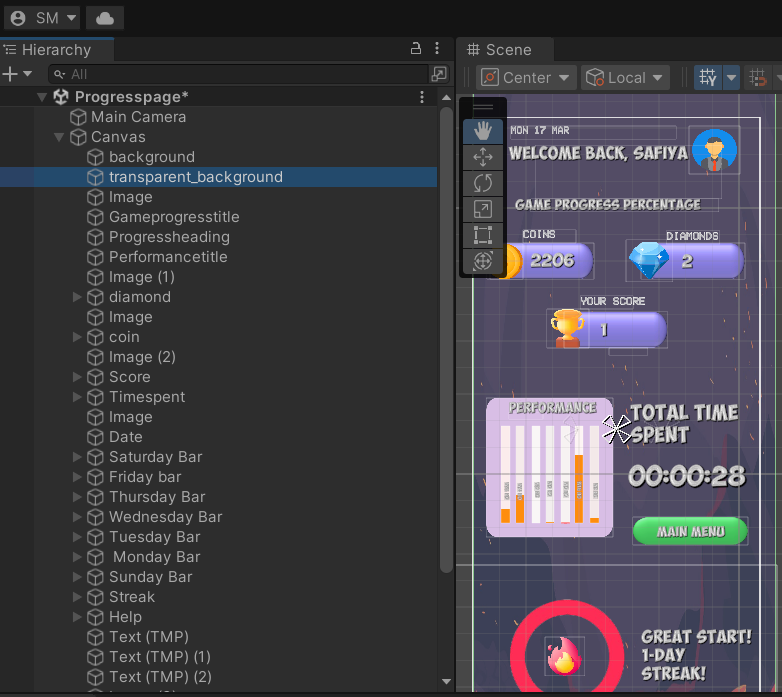 SM
Hierarchy
All
Progresspage*
Main Camera
Canvas
background
transparent_background
Image
Gameprogresstitle
Progressheading
Performancetitle
Image (1)
diamond
Image
coin
Image (2)
Score
Timespent
Image
Date
Saturday Bar
Friday bar
Thursday Bar
Wednesday Bar
Tuesday Bar
Monday Bar
Sunday Bar
Streak
Help
Text (TMP)
Text (TMP) (1)
Text (TMP) (2)
Scene
Center
Local
MON 17 MAR
WELCOME BACK, SAFIYA
GAME PROGRESS PERCENTAGE
COINS
DIAMONDS
2206
2
YOUR SCORE
1
PERFORMANCE
TOTAL TIME
SPENT
00:00:28
MAIN MENU
GREAT START!
1-DAY
STREAK!